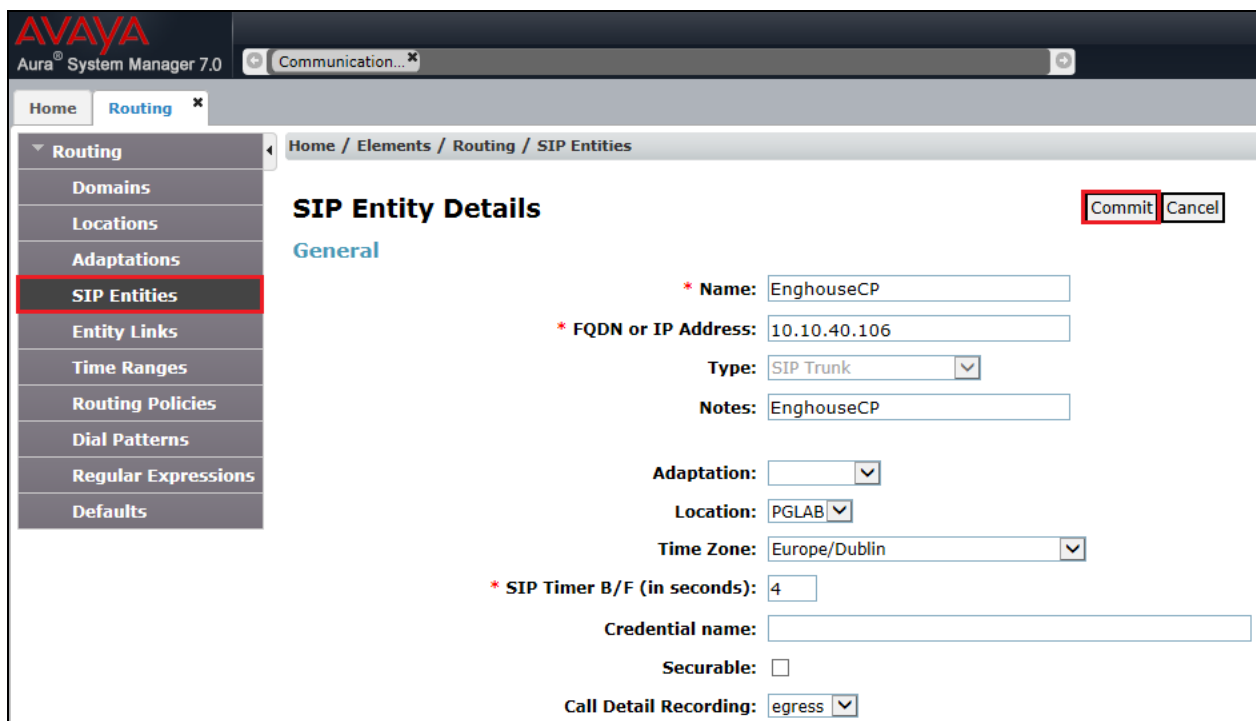 AVAYA
Aura® System Manager 7.0
Communication... ×
Home
Routing ×
Routing
Domains
Locations
Adaptations
SIP Entities
Entity Links
Time Ranges
Routing Policies
Dial Patterns
Regular Expressions
Defaults
Home / Elements / Routing / SIP Entities
SIP Entity Details
Commit Cancel
General
* Name: EnghouseCP
* FQDN or IP Address: 10.10.40.106
Type: SIP Trunk
Notes: EnghouseCP
Adaptation:
Location: PGLAB
Time Zone: Europe/Dublin
* SIP Timer B/F (in seconds): 4
Credential name:
Securable:
Call Detail Recording: egress